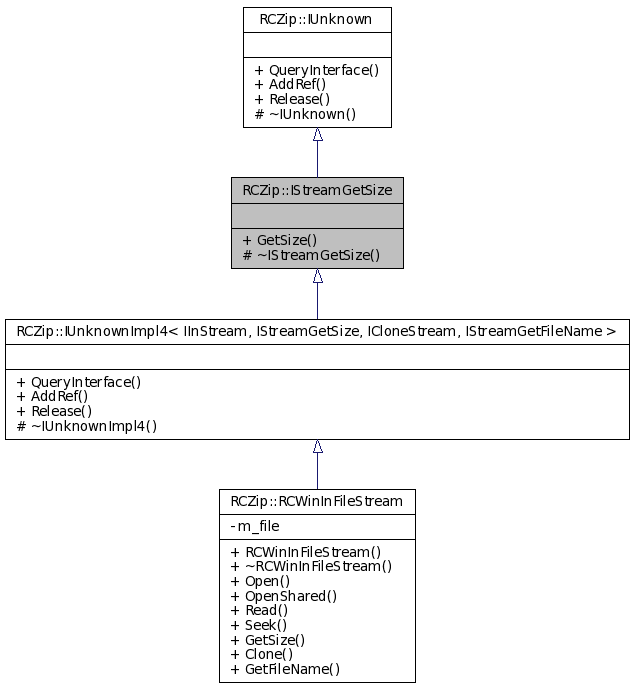 RCZip::IUnknown
+ QueryInterface()
+ AddRef()
+ Release()
# ~IUnknown()
RCZip::IStreamGetSize
+ GetSize()
# ~IStreamGetSize()
RCZip::IUnknownImpl4< IInStream, IStreamGetSize, ICloneStream, IStreamGetFileName >
+ QueryInterface()
+ AddRef()
+ Release()
# ~IUnknownImpl4()
RCZip::RCWinInFileStream
- m_file
+ RCWinInFileStream()
+ ~RCWinInFileStream()
+ Open()
+ OpenShared()
+ Read()
+ Seek()
+ GetSize()
+ Clone()
+ GetFileName()